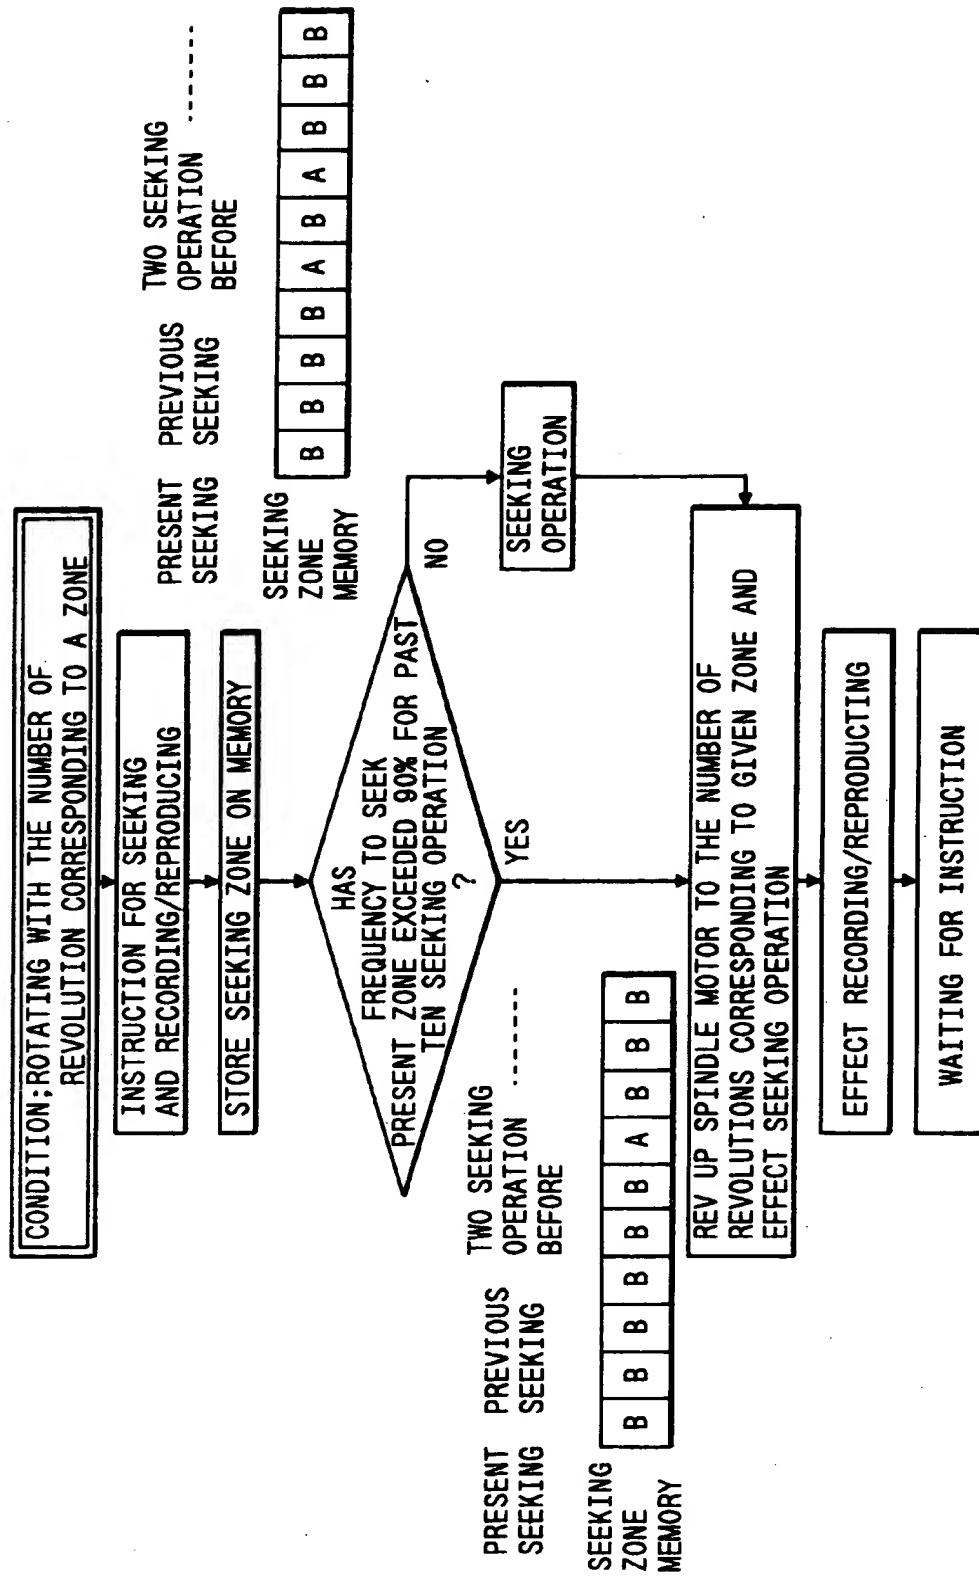 CONDITION;ROTATING WITH THE NUMBER OF
REVOLUTION CORRESPONDING TO A ZONE
INSTRUCTION FOR SEEKING
AND RECORDING/REPRODUCING
STORE SEEKING ZONE ON MEMORY
PRESENT SEEKING
PREVIOUS SEEKING
TWO SEEKING
OPERATION -------
BEFORE
SEEKING
ZONE
MEMORY
B B B B A B A B B B
HAS
FREQUENCY TO SEEK
PRESENT ZONE EXCEEDED 90% FOR PAST
TEN SEEKING OPERATION
?
NO
YES
SEEKING
OPERATION
PRESENT SEEKING
PREVIOUS SEEKING
TWO SEEKING
OPERATION -------
BEFORE
SEEKING
ZONE
MEMORY
B B B B B B A B B B
REV UP SPINDLE MOTOR TO THE NUMBER OF
REVOLUTIONS CORRESPONDING TO GIVEN ZONE AND
EFFECT SEEKING OPERATION
EFFECT RECORDING/REPRODUCING
WAITING FOR INSTRUCTION